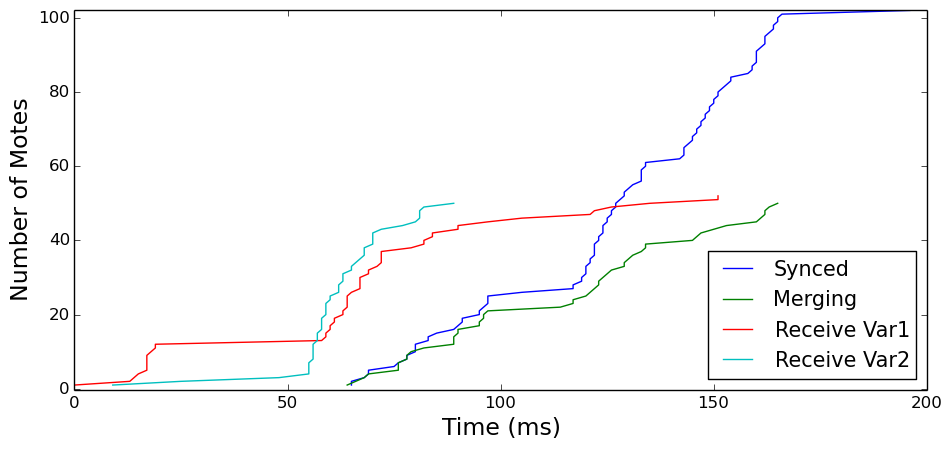 100
80
60
40
20
0
Number of Motes
0 50 100 150 200
Time (ms)
Synced
Merging
Receive Var1
Receive Var2